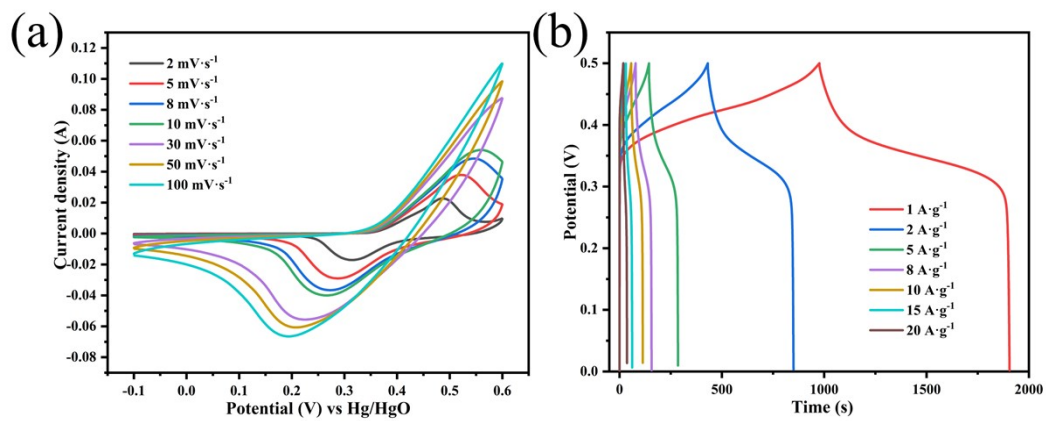 (a)
0.12
0.10
0.08
0.06
0.04
0.02
0.00
-0.02
-0.04
-0.06
-0.08
Current density (A)
2 mV·s⁻¹
5 mV·s⁻¹
8 mV·s⁻¹
10 mV·s⁻¹
30 mV·s⁻¹
50 mV·s⁻¹
100 mV·s⁻¹
-0.1 0.0 0.1 0.2 0.3 0.4 0.5 0.6
Potential (V) vs Hg/HgO
(b)
0.5
0.4
0.3
0.2
0.1
0.0
Potential (V)
1 A·g⁻¹
2 A·g⁻¹
5 A·g⁻¹
8 A·g⁻¹
10 A·g⁻¹
15 A·g⁻¹
20 A·g⁻¹
0 500 1000 1500 2000
Time (s)